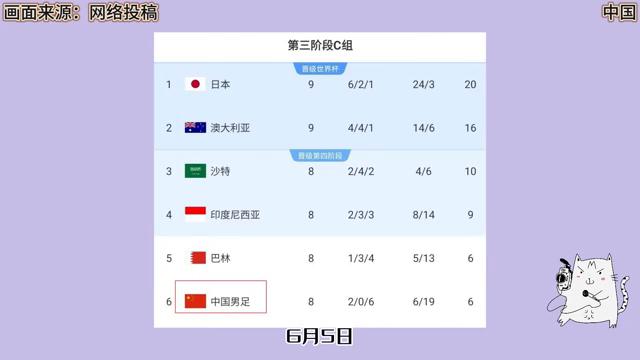 画面来源：网络投稿
中国
第三阶段C组
晋级世界杯
1 日本 9 6/2/1 24/3 20
2 澳大利亚 9 4/4/1 14/6 16
晋级第四阶段
3 沙特 8 2/4/2 4/6 10
4 印度尼西亚 8 2/3/3 8/14 9
5 巴林 8 1/3/4 5/13 6
6 中国男足 8 2/0/6 6/19 6
6月5日